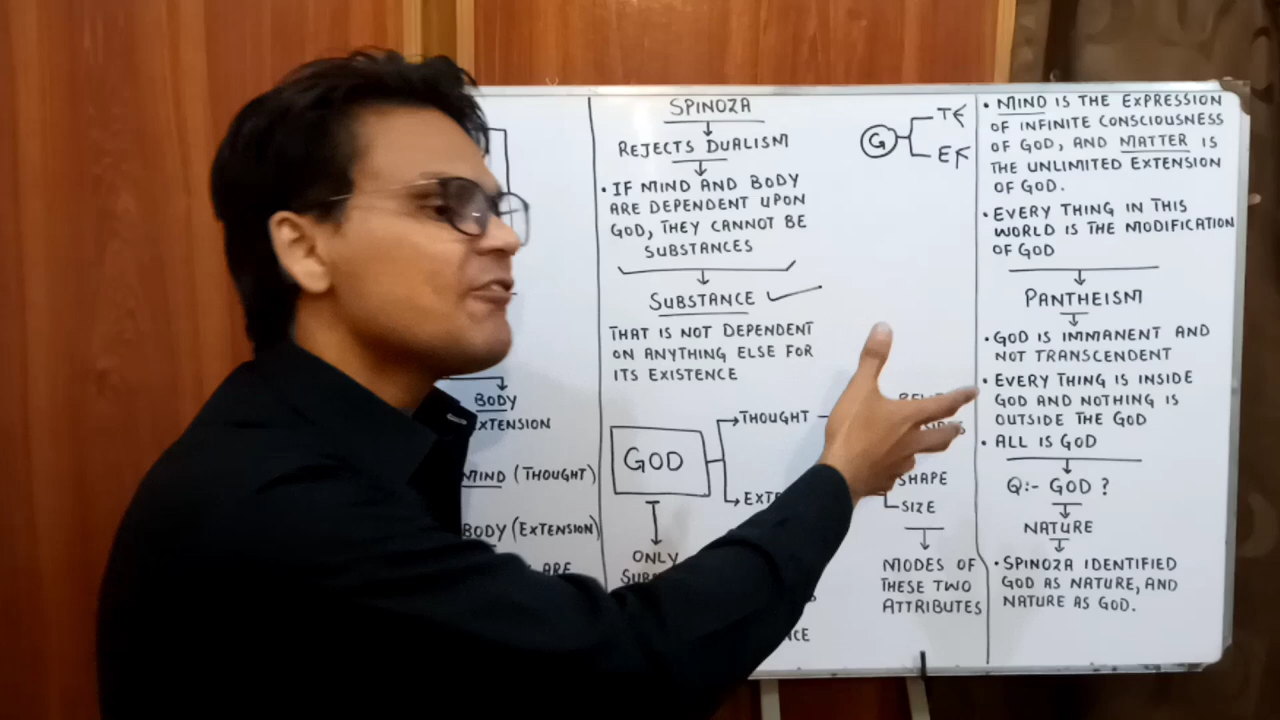 BODY
EXTENSION
MIND (THOUGHT)
BODY (EXTENSION)
ARE
SPINOZA
REJECTS DUALISM
• IF MIND AND BODY
ARE DEPENDENT UPON
GOD, THEY CANNOT BE
SUBSTANCES
SUBSTANCE
THAT IS NOT DEPENDENT
ON ANYTHING ELSE FOR
ITS EXISTENCE
GOD
THOUGHT
ONLY
G
SHAPE
SIZE
MODES OF
THESE TWO
ATTRIBUTES
• MIND IS THE EXPRESSION
OF INFINITE CONSCIOUSNESS
OF GOD, AND MATTER IS
THE UNLIMITED EXTENSION
OF GOD.
• EVERY THING IN THIS
WORLD IS THE MODIFICATION
OF GOD
PANTHEISM
• GOD IS IMMANENT AND
NOT TRANSCENDENT
• EVERY THING IS INSIDE
GOD AND NOTHING IS
OUTSIDE THE GOD
• ALL IS GOD
Q:- GOD ?
NATURE
• SPINOZA IDENTIFIED
GOD AS NATURE, AND
NATURE AS GOD.